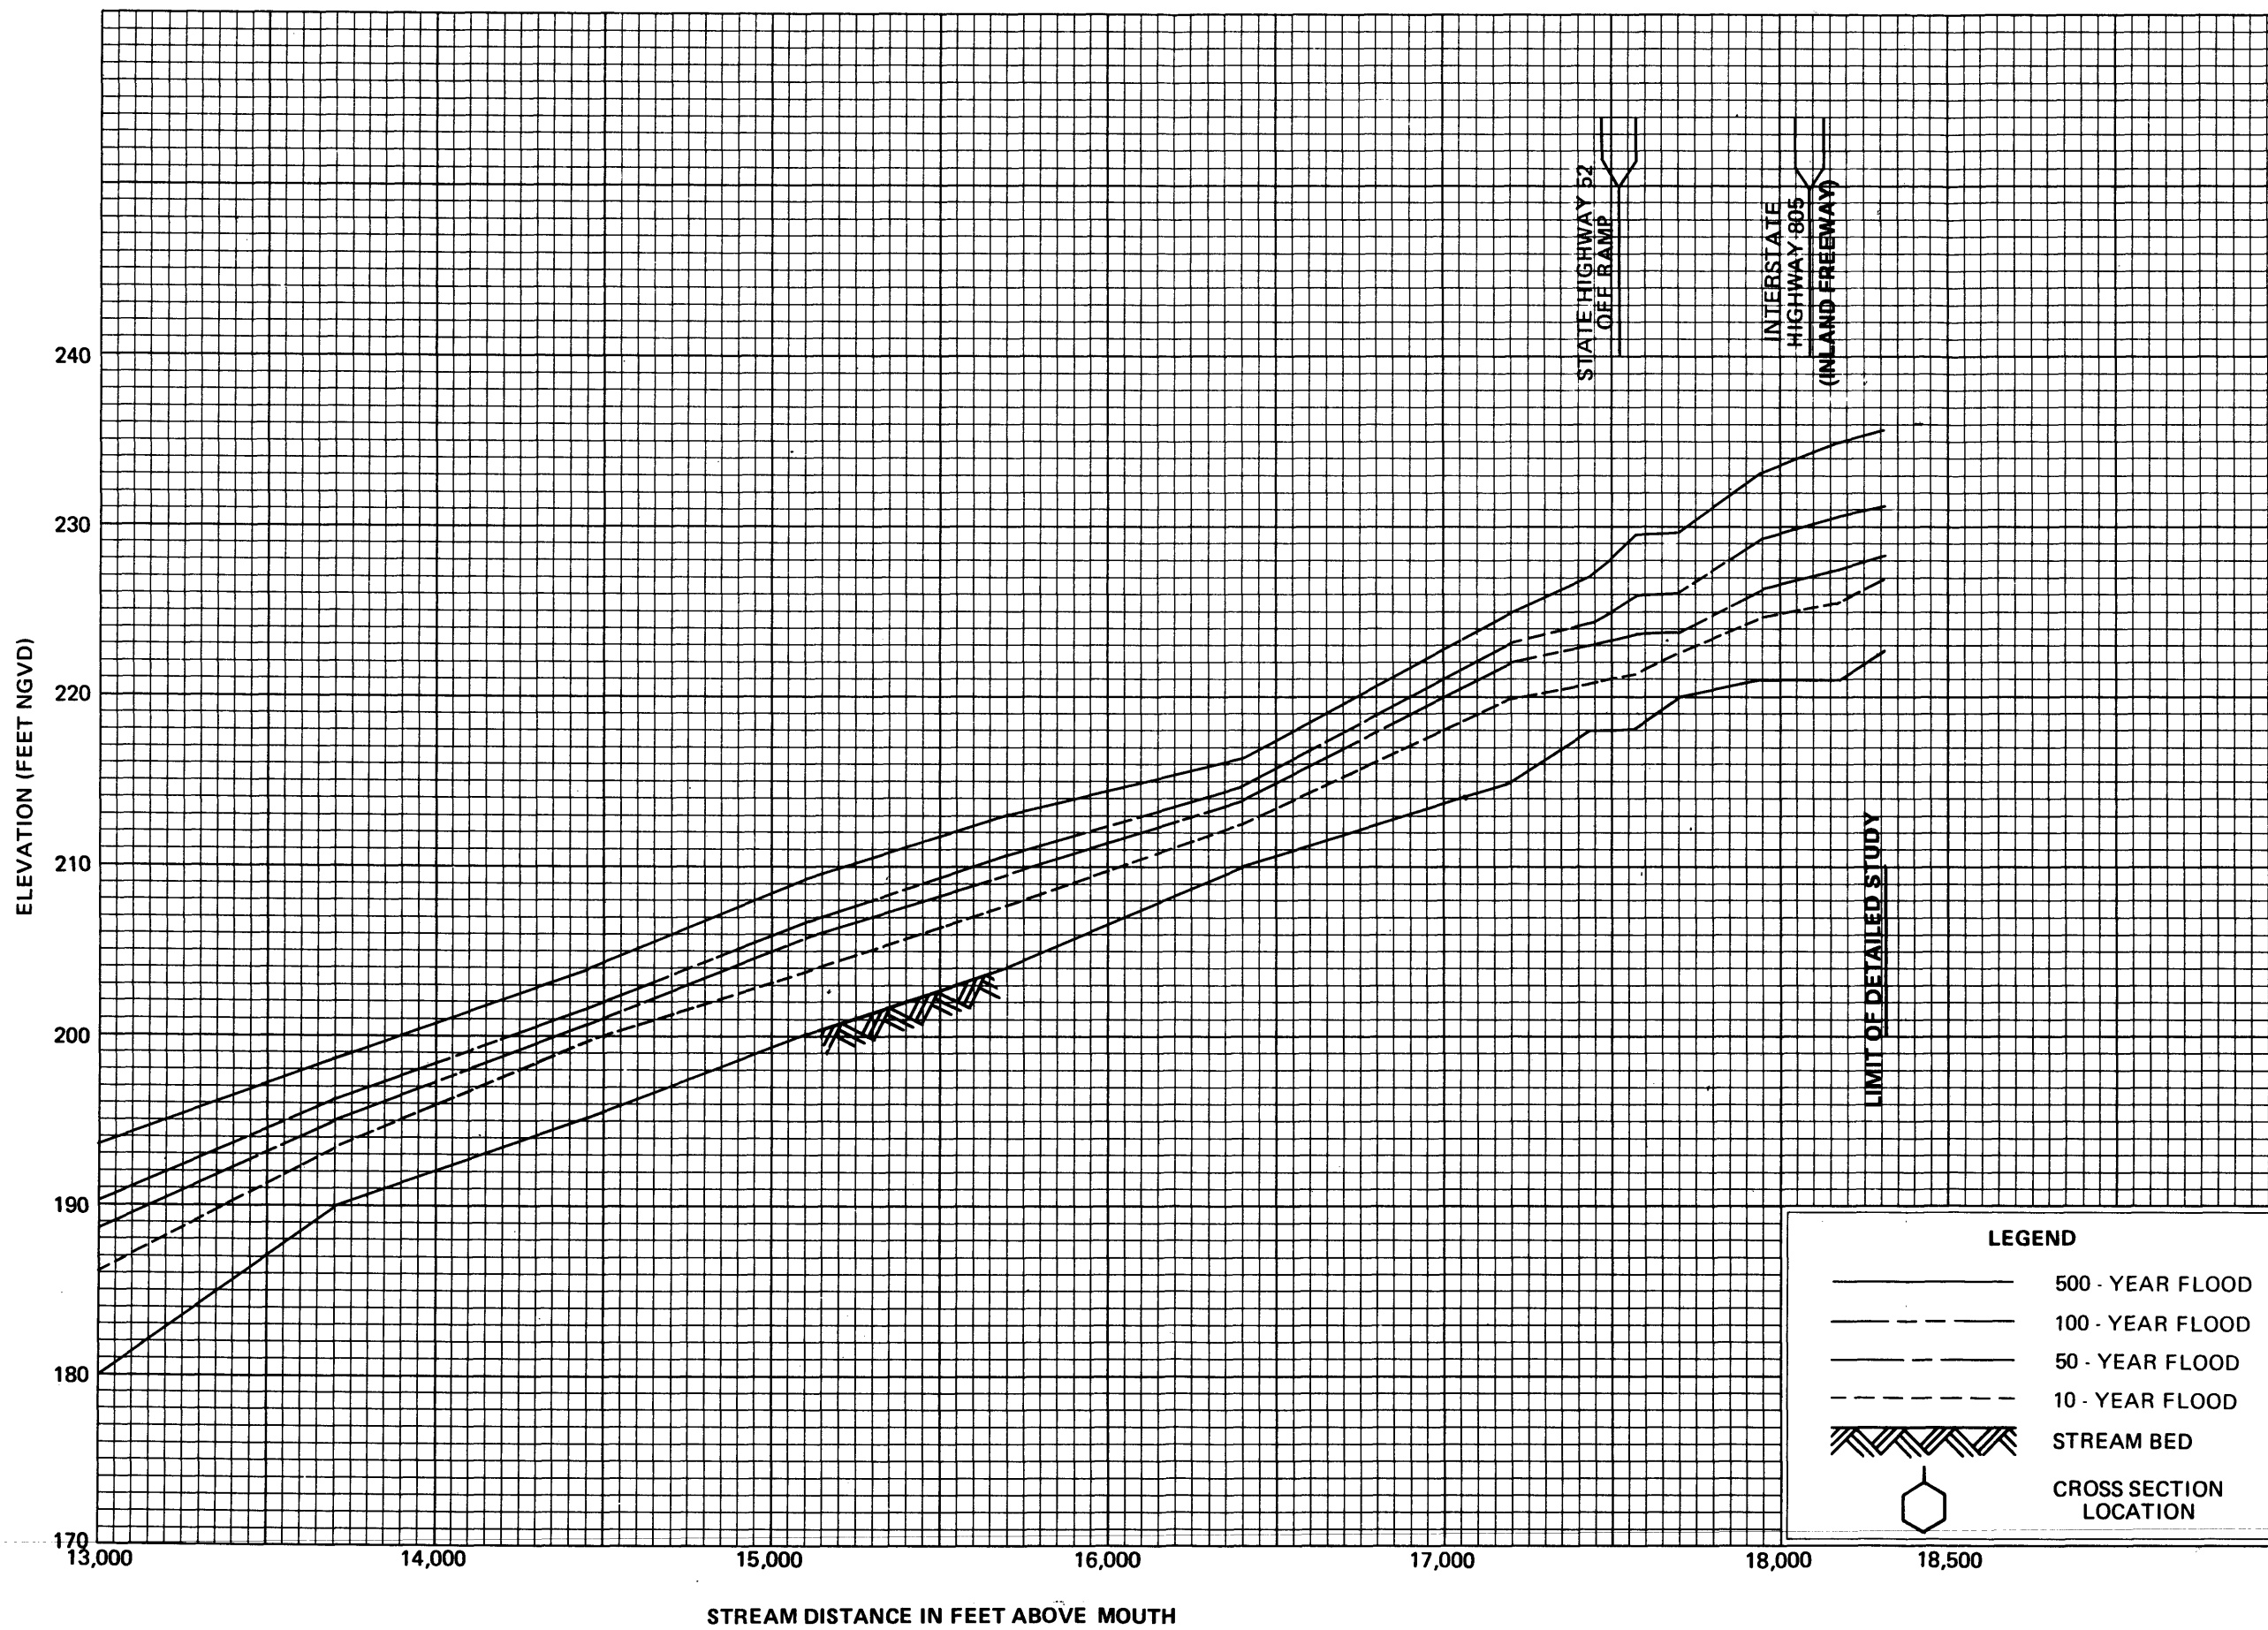 STATE HIGHWAY 52
OFF RAMP
INTERSTATE
HIGHWAY 805
(INLAND FREEWAY)
ELEVATION (FEET NGVD)
240
230
220
210
200
190
180
170
LIMIT OF DETAILED STUDY
13,000
14,000
15,000
16,000
17,000
18,000
18,500
STREAM DISTANCE IN FEET ABOVE MOUTH
LEGEND
500 - YEAR FLOOD
100 - YEAR FLOOD
50 - YEAR FLOOD
10 - YEAR FLOOD
STREAM BED
CROSS SECTION
LOCATION